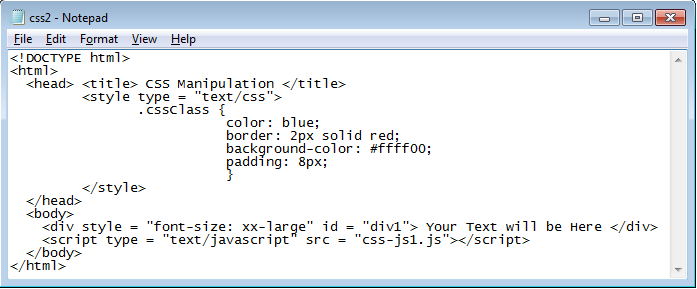 css2 - Notepad
File Edit Format View Help
<!DOCTYPE html>
<html>
  <head> <title> CSS Manipulation </title>
         <style type = "text/css">
                .cssClass {
                           color: blue;
                           border: 2px solid red;
                           background-color: #ffff00;
                           padding: 8px;
                           }
         </style>
  </head>
  <body>
    <div style = "font-size: xx-large" id = "div1"> Your Text will be Here </div>
    <script type = "text/javascript" src = "css-js1.js"></script>
  </body>
</html>